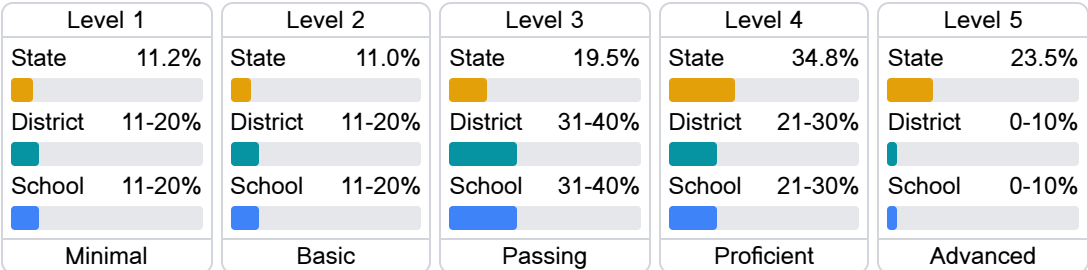 Level 1
State 11.2%
District 11-20%
School 11-20%
Minimal
Level 2
State 11.0%
District 11-20%
School 11-20%
Basic
Level 3
State 19.5%
District 31-40%
School 31-40%
Passing
Level 4
State 34.8%
District 21-30%
School 21-30%
Proficient
Level 5
State 23.5%
District 0-10%
School 0-10%
Advanced